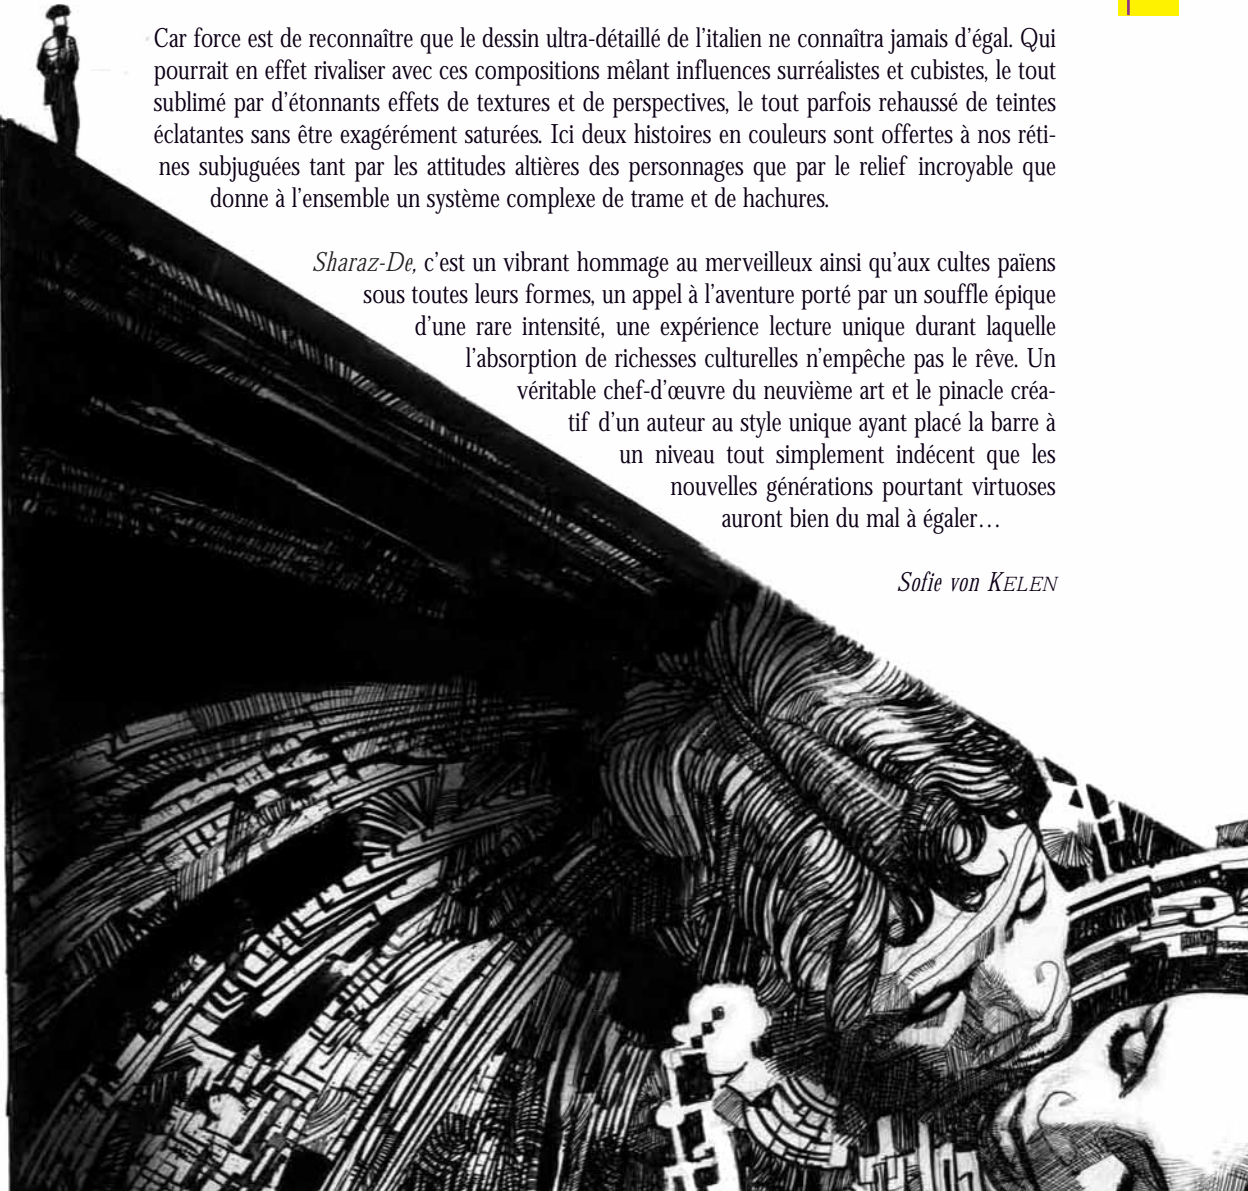 Car force est de reconnaître que le dessin ultra-détaillé de l’italien ne connaîtra jamais d’égal. Qui
pourrait en effet rivaliser avec ces compositions mêlant influences surréalistes et cubistes, le tout
sublimé par d’étonnants effets de textures et de perspectives, le tout parfois rehaussé de teintes
éclatantes sans être exagérément saturées. Ici deux histoires en couleurs sont offertes à nos réti-
nes subjuguées tant par les attitudes altières des personnages que par le relief incroyable que
donne à l’ensemble un système complexe de trame et de hachures.
Sharaz-De, c’est un vibrant hommage au merveilleux ainsi qu’aux cultes païens
sous toutes leurs formes, un appel à l’aventure porté par un souffle épique
d’une rare intensité, une expérience lecture unique durant laquelle
l’absorption de richesses culturelles n’empêche pas le rêve. Un
véritable chef-d’œuvre du neuvième art et le pinacle créa-
tif d’un auteur au style unique ayant placé la barre à
un niveau tout simplement indécent que les
nouvelles générations pourtant virtuoses
auront bien du mal à égaler…
Sofie von KELEN